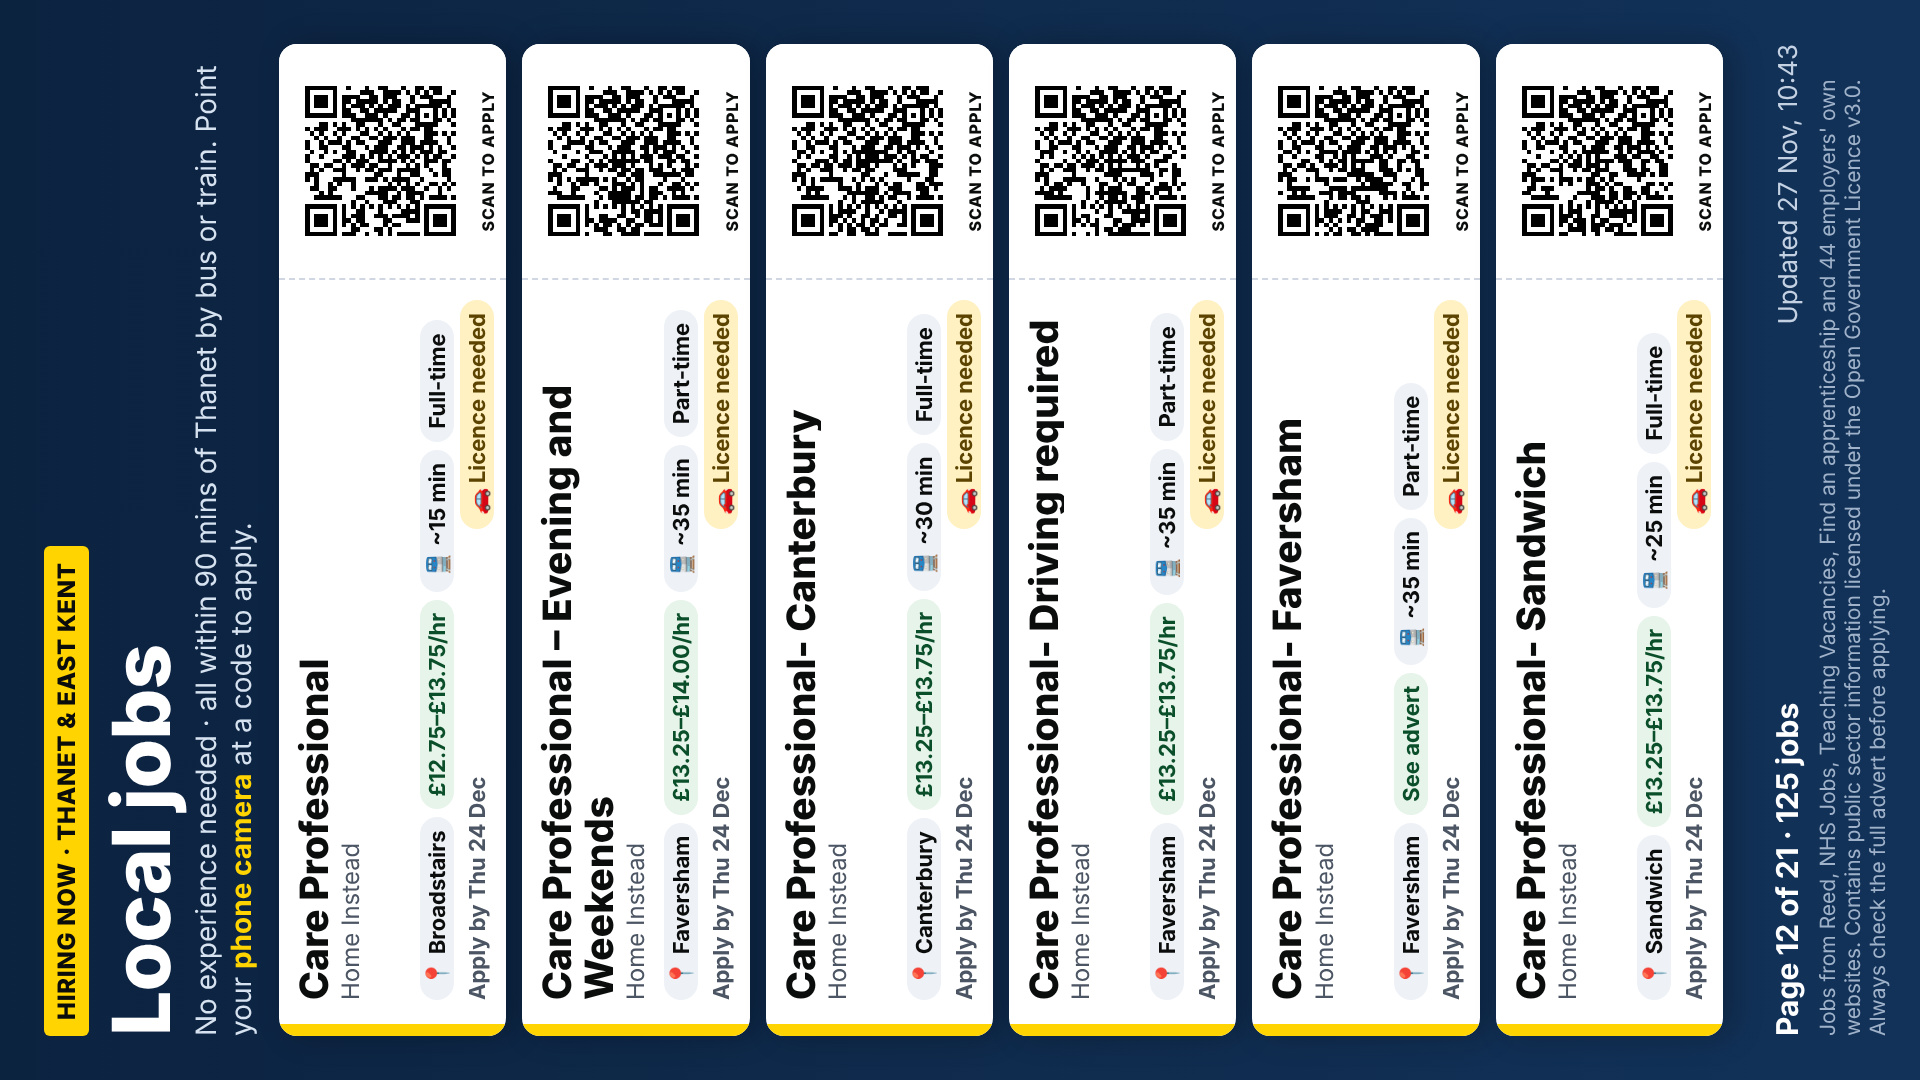 HIRING NOW · THANET & EAST KENT
Local jobs
No experience needed · all within 90 mins of Thanet by bus or train. Point
your phone camera at a code to apply.
Care Professional
Home Instead
📍 Broadstairs £12.75–£13.75/hr 🚆 ~15 min Full-time
Apply by Thu 24 Dec 🚗 Licence needed
SCAN TO APPLY
Care Professional – Evening and
Weekends
Home Instead
📍 Faversham £13.25–£14.00/hr 🚆 ~35 min Part-time
Apply by Thu 24 Dec 🚗 Licence needed
SCAN TO APPLY
Care Professional- Canterbury
Home Instead
📍 Canterbury £13.25–£13.75/hr 🚆 ~30 min Full-time
Apply by Thu 24 Dec 🚗 Licence needed
SCAN TO APPLY
Care Professional- Driving required
Home Instead
📍 Faversham £13.25–£13.75/hr 🚆 ~35 min Part-time
Apply by Thu 24 Dec 🚗 Licence needed
SCAN TO APPLY
Care Professional- Faversham
Home Instead
📍 Faversham See advert 🚆 ~35 min Part-time
Apply by Thu 24 Dec 🚗 Licence needed
SCAN TO APPLY
Care Professional- Sandwich
Home Instead
📍 Sandwich £13.25–£13.75/hr 🚆 ~25 min Full-time
Apply by Thu 24 Dec 🚗 Licence needed
SCAN TO APPLY
Page 12 of 21 · 125 jobs Updated 27 Nov, 10:43
Jobs from Reed, NHS Jobs, Teaching Vacancies, Find an apprenticeship and 44 employers' own
websites. Contains public sector information licensed under the Open Government Licence v3.0.
Always check the full advert before applying.